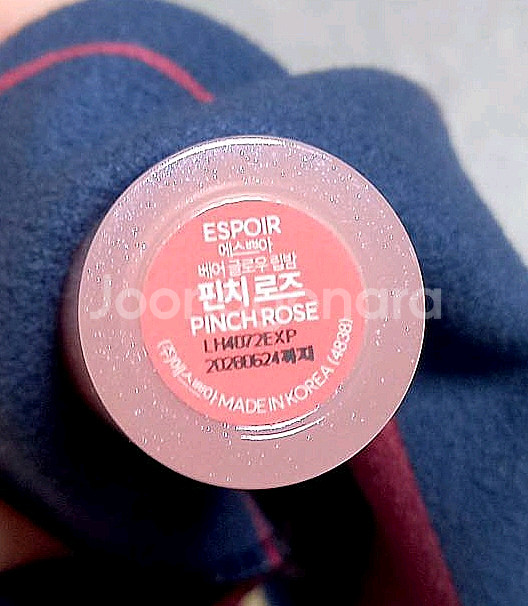 ESPOIR
에스쁘아
베어 글로우 립밤
핀치 로즈
PINCH ROSE
LH4072EXP
20280624까지
(주)에스쁘아 MADE IN KOREA (4838)
Joon
nara